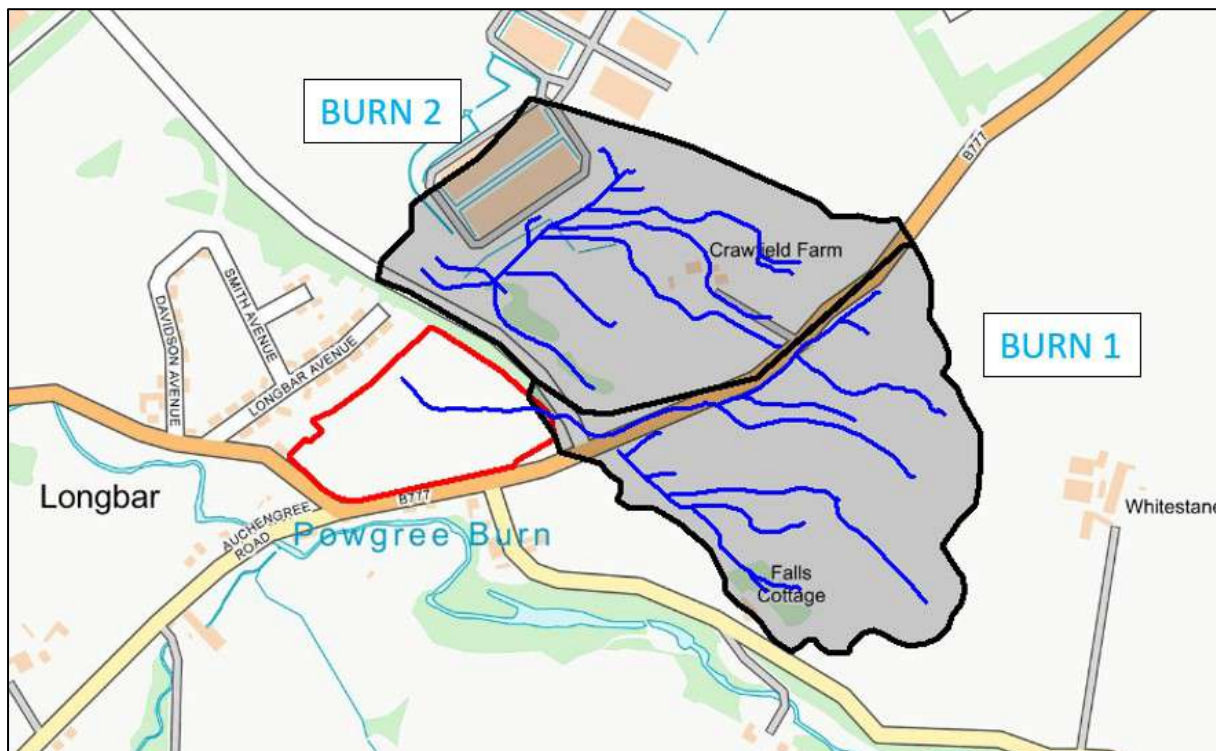 BURN 2
B777
Crawfield Farm
SMITH AVENUE
DAVIDSON AVENUE
LONGBAR AVENUE
BURN 1
Longbar
B777
AUCHENGREE
ROAD
Powgree Burn
Whitestane
Falls
Cottage